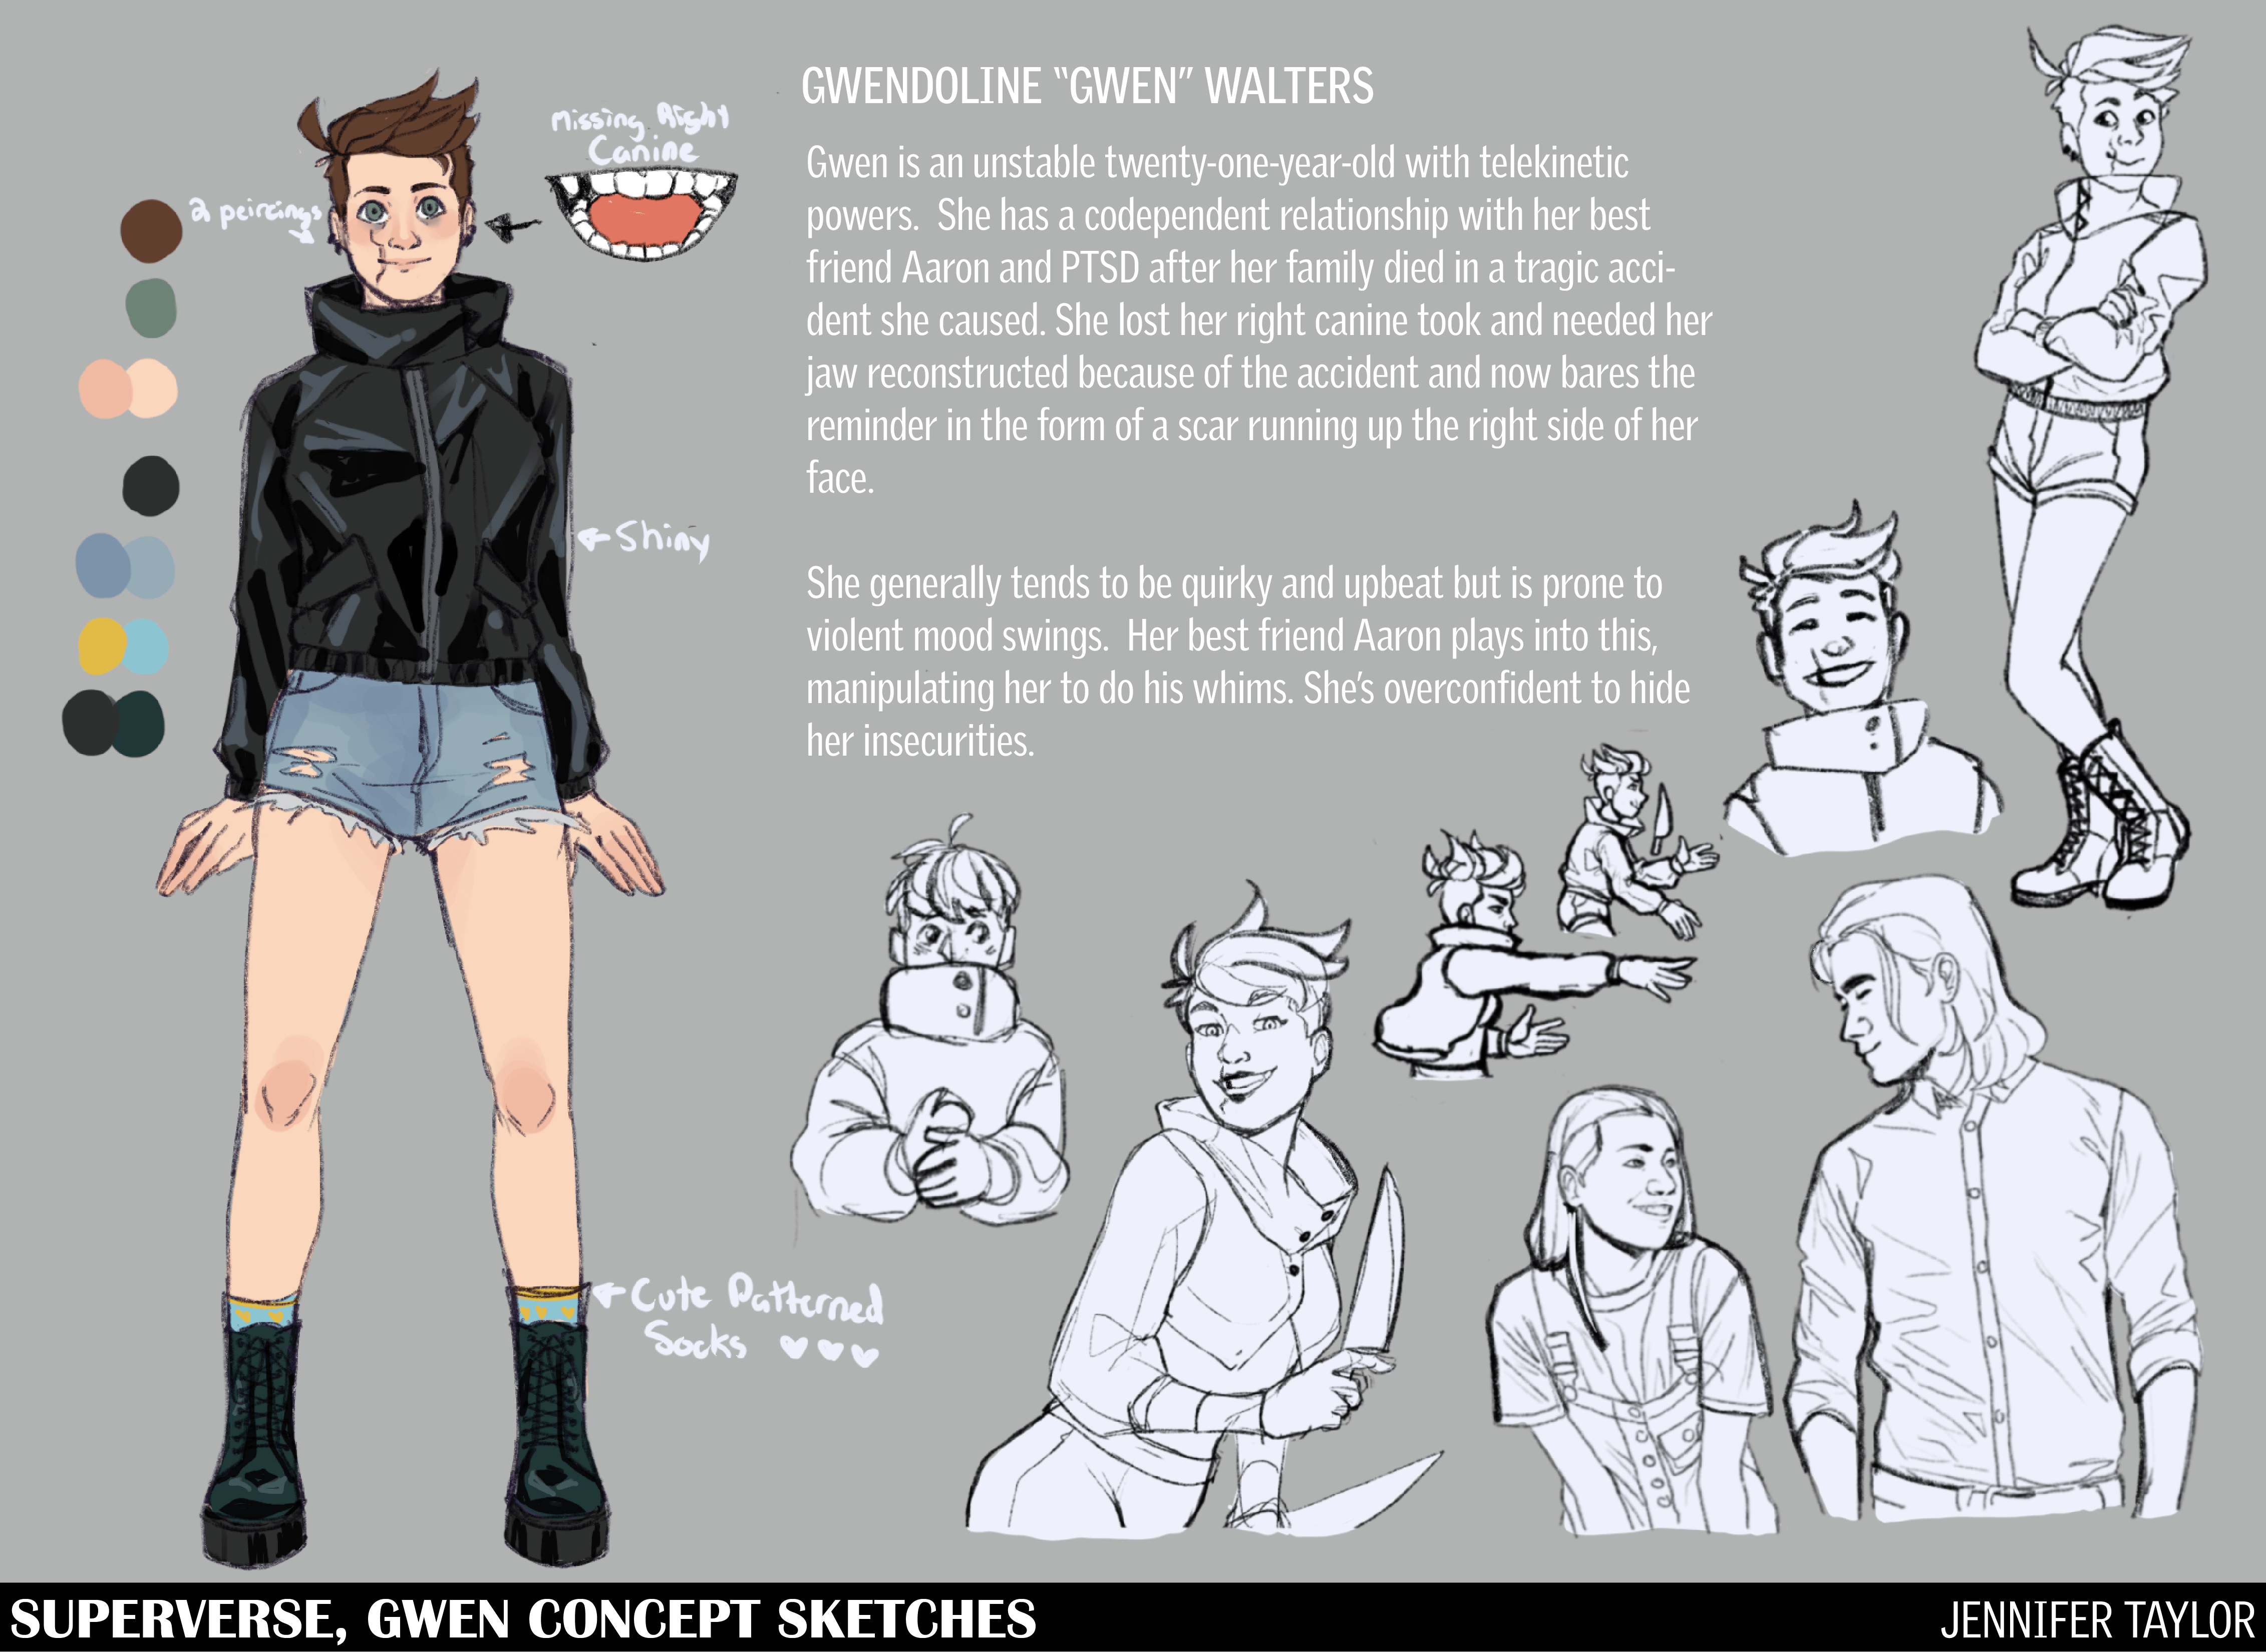 GWENDOLINE “GWEN” WALTERS
Missing Right
Canine
2 peircings
Gwen is an unstable twenty-one-year-old with telekinetic
powers.  She has a codependent relationship with her best
friend Aaron and PTSD after her family died in a tragic acci-
dent she caused. She lost her right canine took and needed her
jaw reconstructed because of the accident and now bares the
reminder in the form of a scar running up the right side of her
face.
Shiny
She generally tends to be quirky and upbeat but is prone to
violent mood swings.  Her best friend Aaron plays into this,
manipulating her to do his whims. She’s overconfident to hide
her insecurities.
Cute Patterned
Socks
SUPERVERSE, GWEN CONCEPT SKETCHES
JENNIFER TAYLOR